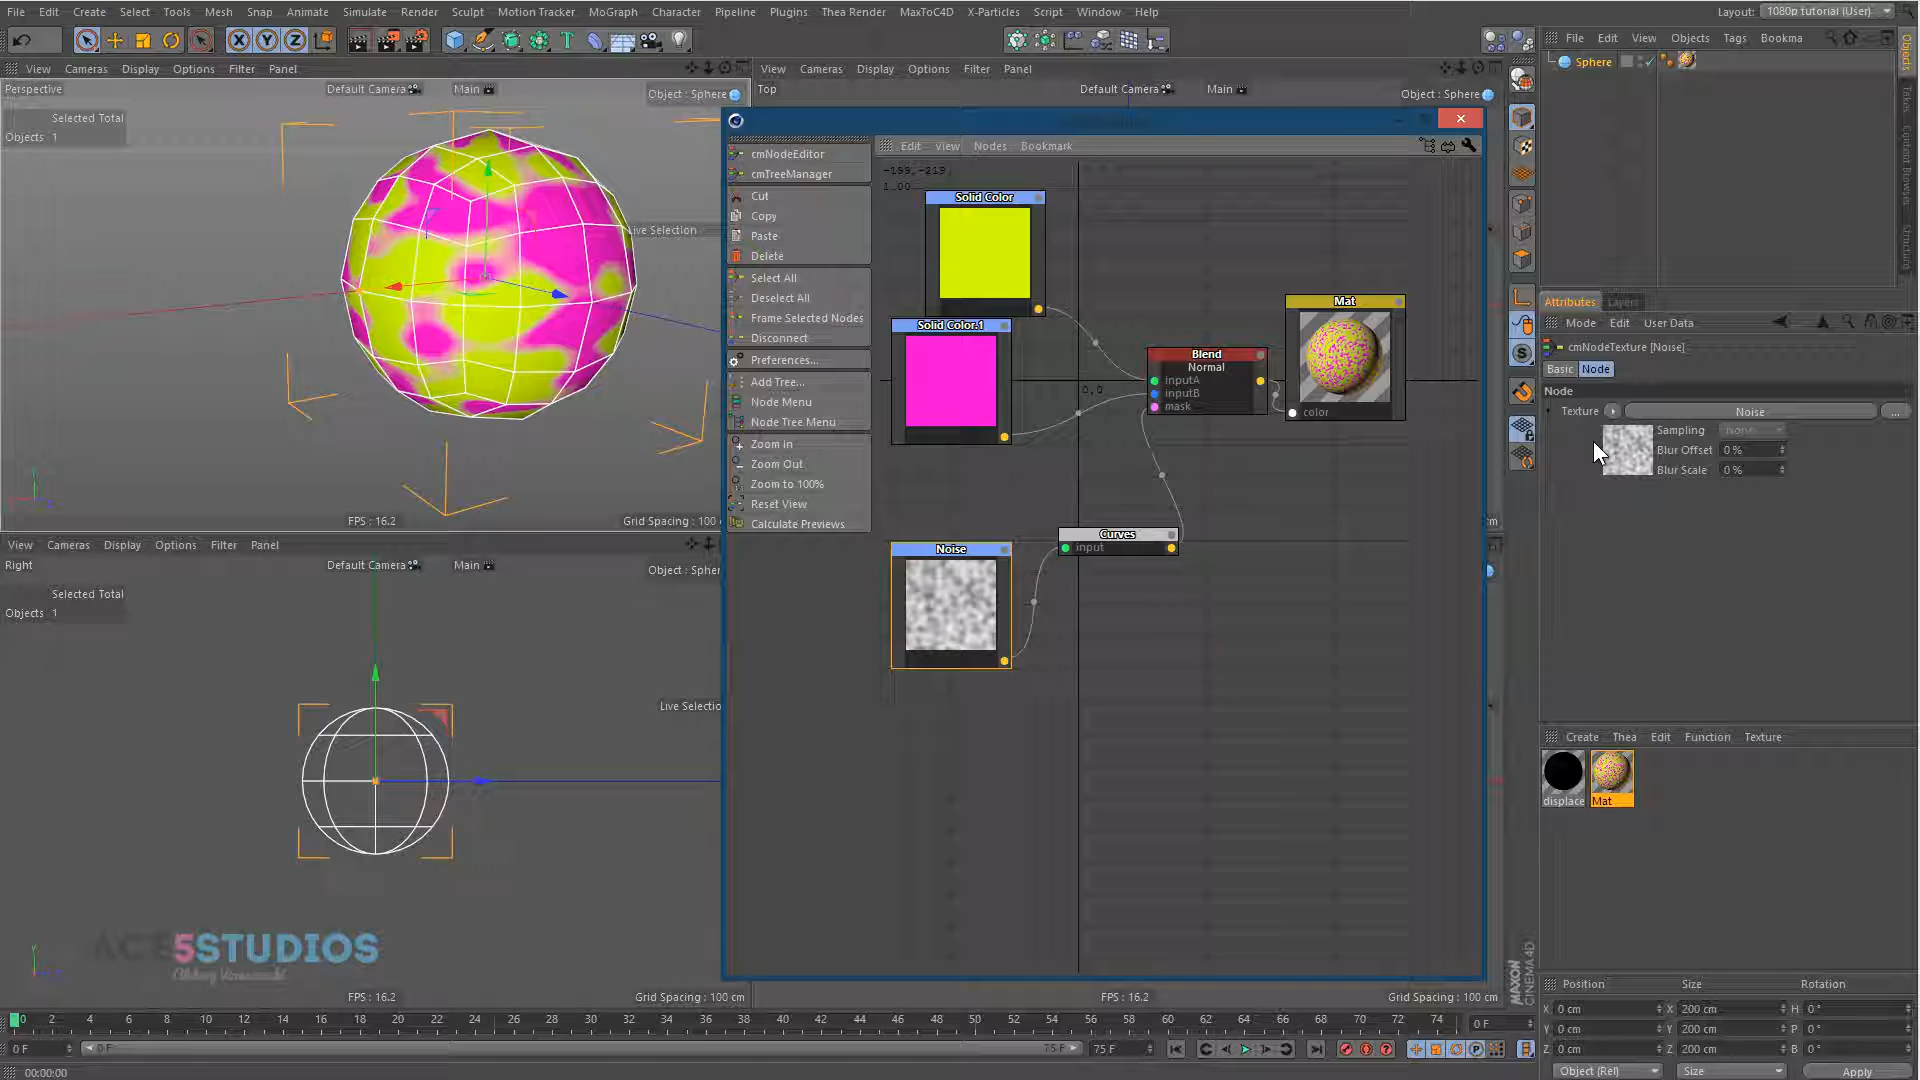 File Edit Create Select Tools Mesh Snap Animate Simulate Render Sculpt Motion Tracker MoGraph Character Pipeline Plugins Thea Render MaxToC4D X-Particles Script Window Help
Layout: 1080p tutorial (User)
X Y Z
File Edit View Objects Tags Bookma
Objects
Takes
Content Browser
Structure
Sphere
View Cameras Display Options Filter Panel
Perspective
Default Camera
Main
Object : Sphere
Selected Total
Objects 1
Live Selection
FPS : 16.2
Grid Spacing : 100 c
View Cameras Display Options Filter Panel
Top
Default Camera
Main
Object : Sphere
cmNodeEditor
cmTreeManager
Cut
Copy
Paste
Delete
Select All
Deselect All
Frame Selected Nodes
Disconnect
Preferences...
Add Tree...
Node Menu
Node Tree Menu
Zoom In
Zoom Out
Zoom to 100%
Reset View
Calculate Previews
Edit View Nodes Bookmark
-199,-219,
1.00
Solid Color
Solid Color.1
Blend
Normal
inputA
inputB
mask
0,0
Mat
color
Curves
input
Noise
Attributes Layers
Mode Edit User Data
cmNodeTexture [Noise]
Basic Node
Node
Texture Noise ...
Sampling None
Blur Offset 0 %
Blur Scale 0 %
View Cameras Display Options Filter Panel
Right
Default Camera
Main
Object : Spher
Selected Total
Objects 1
Live Selectio
cm
Create Thea Edit Function Texture
displace
Mat
5STUDIOS
FPS : 16.2
Grid Spacing : 100 cm
FPS : 16.2
Grid Spacing : 100 cm
MAXON
CINEMA 4D
0 2 4 6 8 10 12 14 16 18 20 22 24 26 28 30 32 34 36 38 40 42 44 46 48 50 52 54 56 58 60 62 64 66 68 70 72 74
0 F
0 F
0 F
75 F
75 F
Position Size Rotation
X 0 cm X 200 cm H 0 °
Y 0 cm Y 200 cm P 0 °
Z 0 cm Z 200 cm B 0 °
Object (Rel) Size Apply
00:00:00